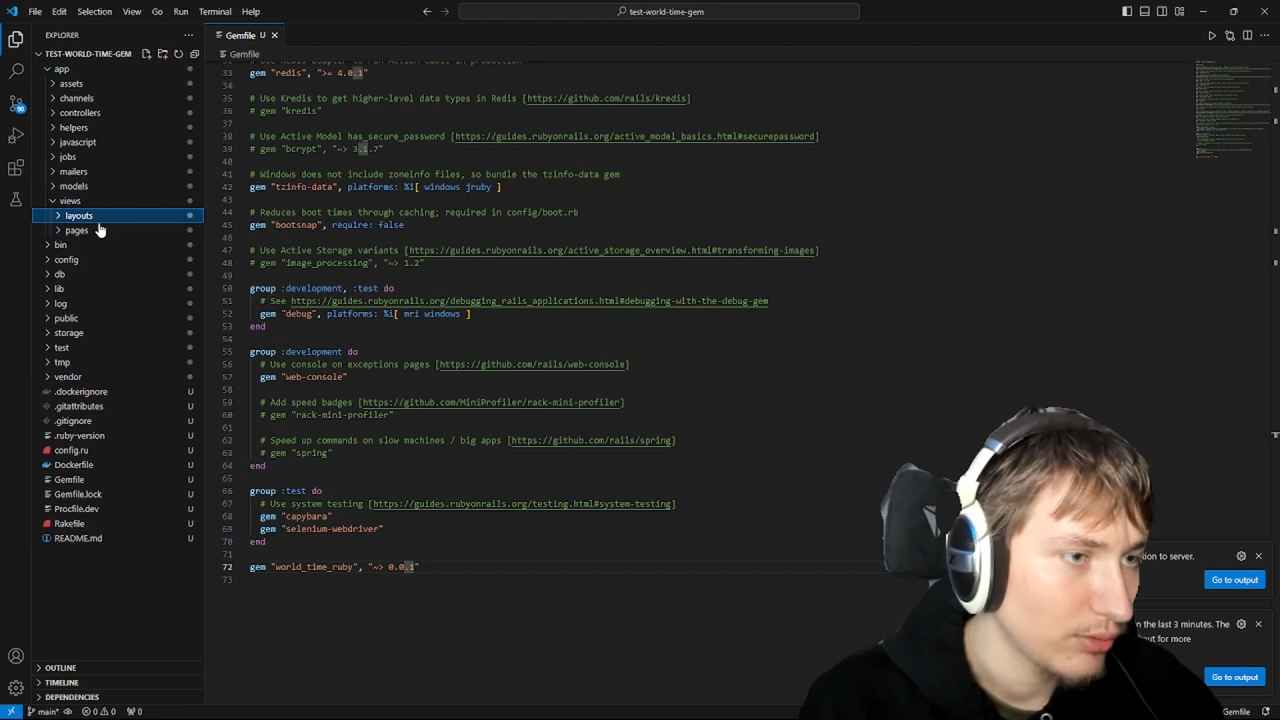 File Edit Selection View Go Run Terminal Help
test-world-time-gem
EXPLORER
TEST-WORLD-TIME-GEM
app
assets
channels
controllers
helpers
javascript
jobs
mailers
models
views
layouts
pages
bin
config
db
lib
log
public
storage
test
tmp
vendor
.dockerignore U
.gitattributes U
.gitignore U
.ruby-version U
config.ru U
Dockerfile U
Gemfile U
Gemfile.lock U
Procfile.dev U
Rakefile U
README.md U
OUTLINE
TIMELINE
DEPENDENCIES
main* 0 0 0
Gemfile U
Gemfile
33 gem "redis", ">= 4.0.1"
35 # Use Kredis to get higher-level data types in Redis [https://github.com/rails/kredis]
36 # gem "kredis"
37
38 # Use Active Model has_secure_password [https://guides.rubyonrails.org/active_model_basics.html#securepassword]
39 # gem "bcrypt", "~> 3.1.7"
40
41 # Windows does not include zoneinfo files, so bundle the tzinfo-data gem
42 gem "tzinfo-data", platforms: %i[ windows jruby ]
43
44 # Reduces boot times through caching; required in config/boot.rb
45 gem "bootsnap", require: false
46
47 # Use Active Storage variants [https://guides.rubyonrails.org/active_storage_overview.html#transforming-images]
48 # gem "image_processing", "~> 1.2"
49
50 group :development, :test do
51 # See https://guides.rubyonrails.org/debugging_rails_applications.html#debugging-with-the-debug-gem
52 gem "debug", platforms: %i[ mri windows ]
53 end
54
55 group :development do
56 # Use console on exceptions pages [https://github.com/rails/web-console]
57 gem "web-console"
58
59 # Add speed badges [https://github.com/MiniProfiler/rack-mini-profiler]
60 # gem "rack-mini-profiler"
61
62 # Speed up commands on slow machines / big apps [https://github.com/rails/spring]
63 # gem "spring"
64 end
65
66 group :test do
67 # Use system testing [https://guides.rubyonrails.org/testing.html#system-testing]
68 gem "capybara"
69 gem "selenium-webdriver"
70 end
71
72 gem "world_time_ruby", "~> 0.0.1"
73
tion to server.
Go to output
in the last 3 minutes. The
out for more
Go to output
Gemfile